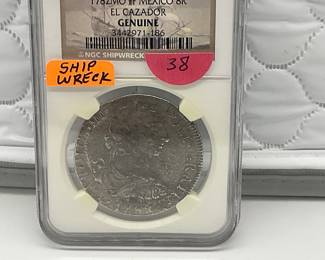 1782MO FF MEXICO 8R
EL CAZADOR
GENUINE
3442971-186
NGC SHIPWRECK
SHIP
WRECK
38